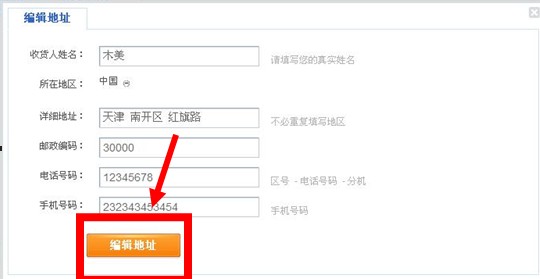 编辑地址
收货人姓名： 木美 请填写您的真实姓名
所在地区： 中国
详细地址： 天津 南开区 红旗路 不必重复填写地区
邮政编码： 30000
电话号码： 12345678 区号 - 电话号码 - 分机
手机号码： 232343453454 手机号码
编辑地址